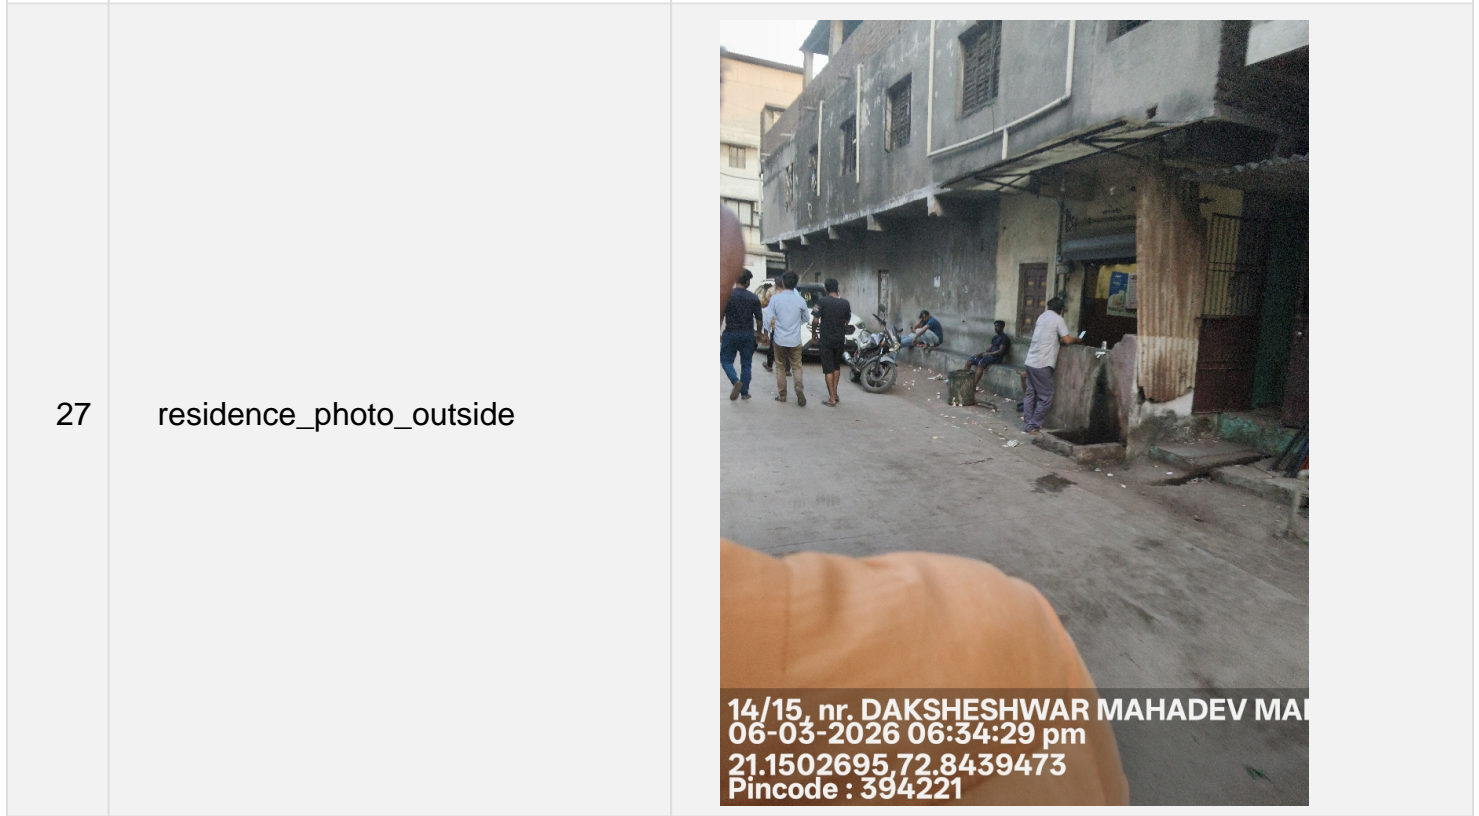 27
residence_photo_outside
14/15, nr. DAKSHESHWAR MAHADEV
06-03-2026 06:34:29 pm
21.1502695,72.8439473
Pincode : 394221